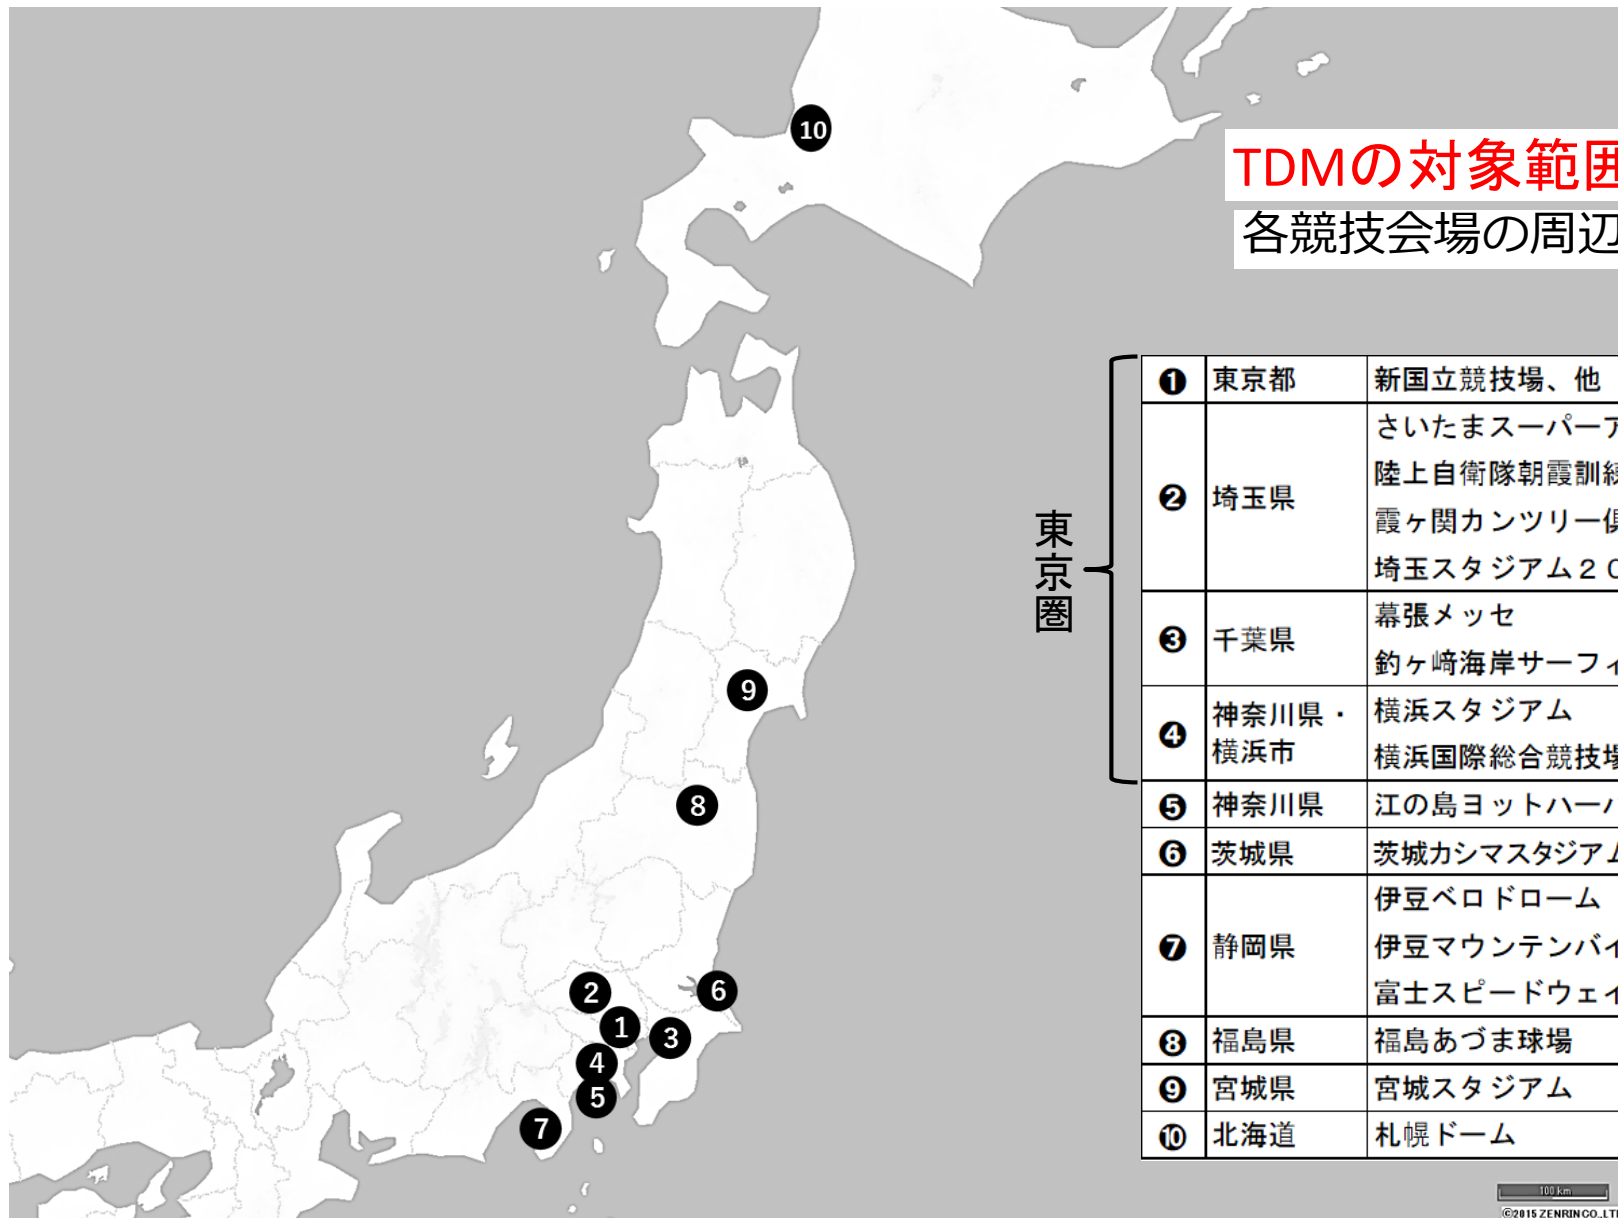 TDMの対象範囲
各競技会場の周辺
東京圏
❶ 東京都 新国立競技場、他
❷ 埼玉県 さいたまスーパーア
陸上自衛隊朝霞訓練
霞ヶ関カンツリー倶
埼玉スタジアム20
❸ 千葉県 幕張メッセ
釣ヶ﨑海岸サーフィ
❹ 神奈川県・横浜市 横浜スタジアム
横浜国際総合競技場
❺ 神奈川県 江の島ヨットハーバ
❻ 茨城県 茨城カシマスタジアム
❼ 静岡県 伊豆ベロドローム
伊豆マウンテンバイ
富士スピードウェイ
❽ 福島県 福島あづま球場
❾ 宮城県 宮城スタジアム
❿ 北海道 札幌ドーム
10
9
8
2
6
1
3
4
5
7
100 km
©2015 ZENRIN CO.,LT